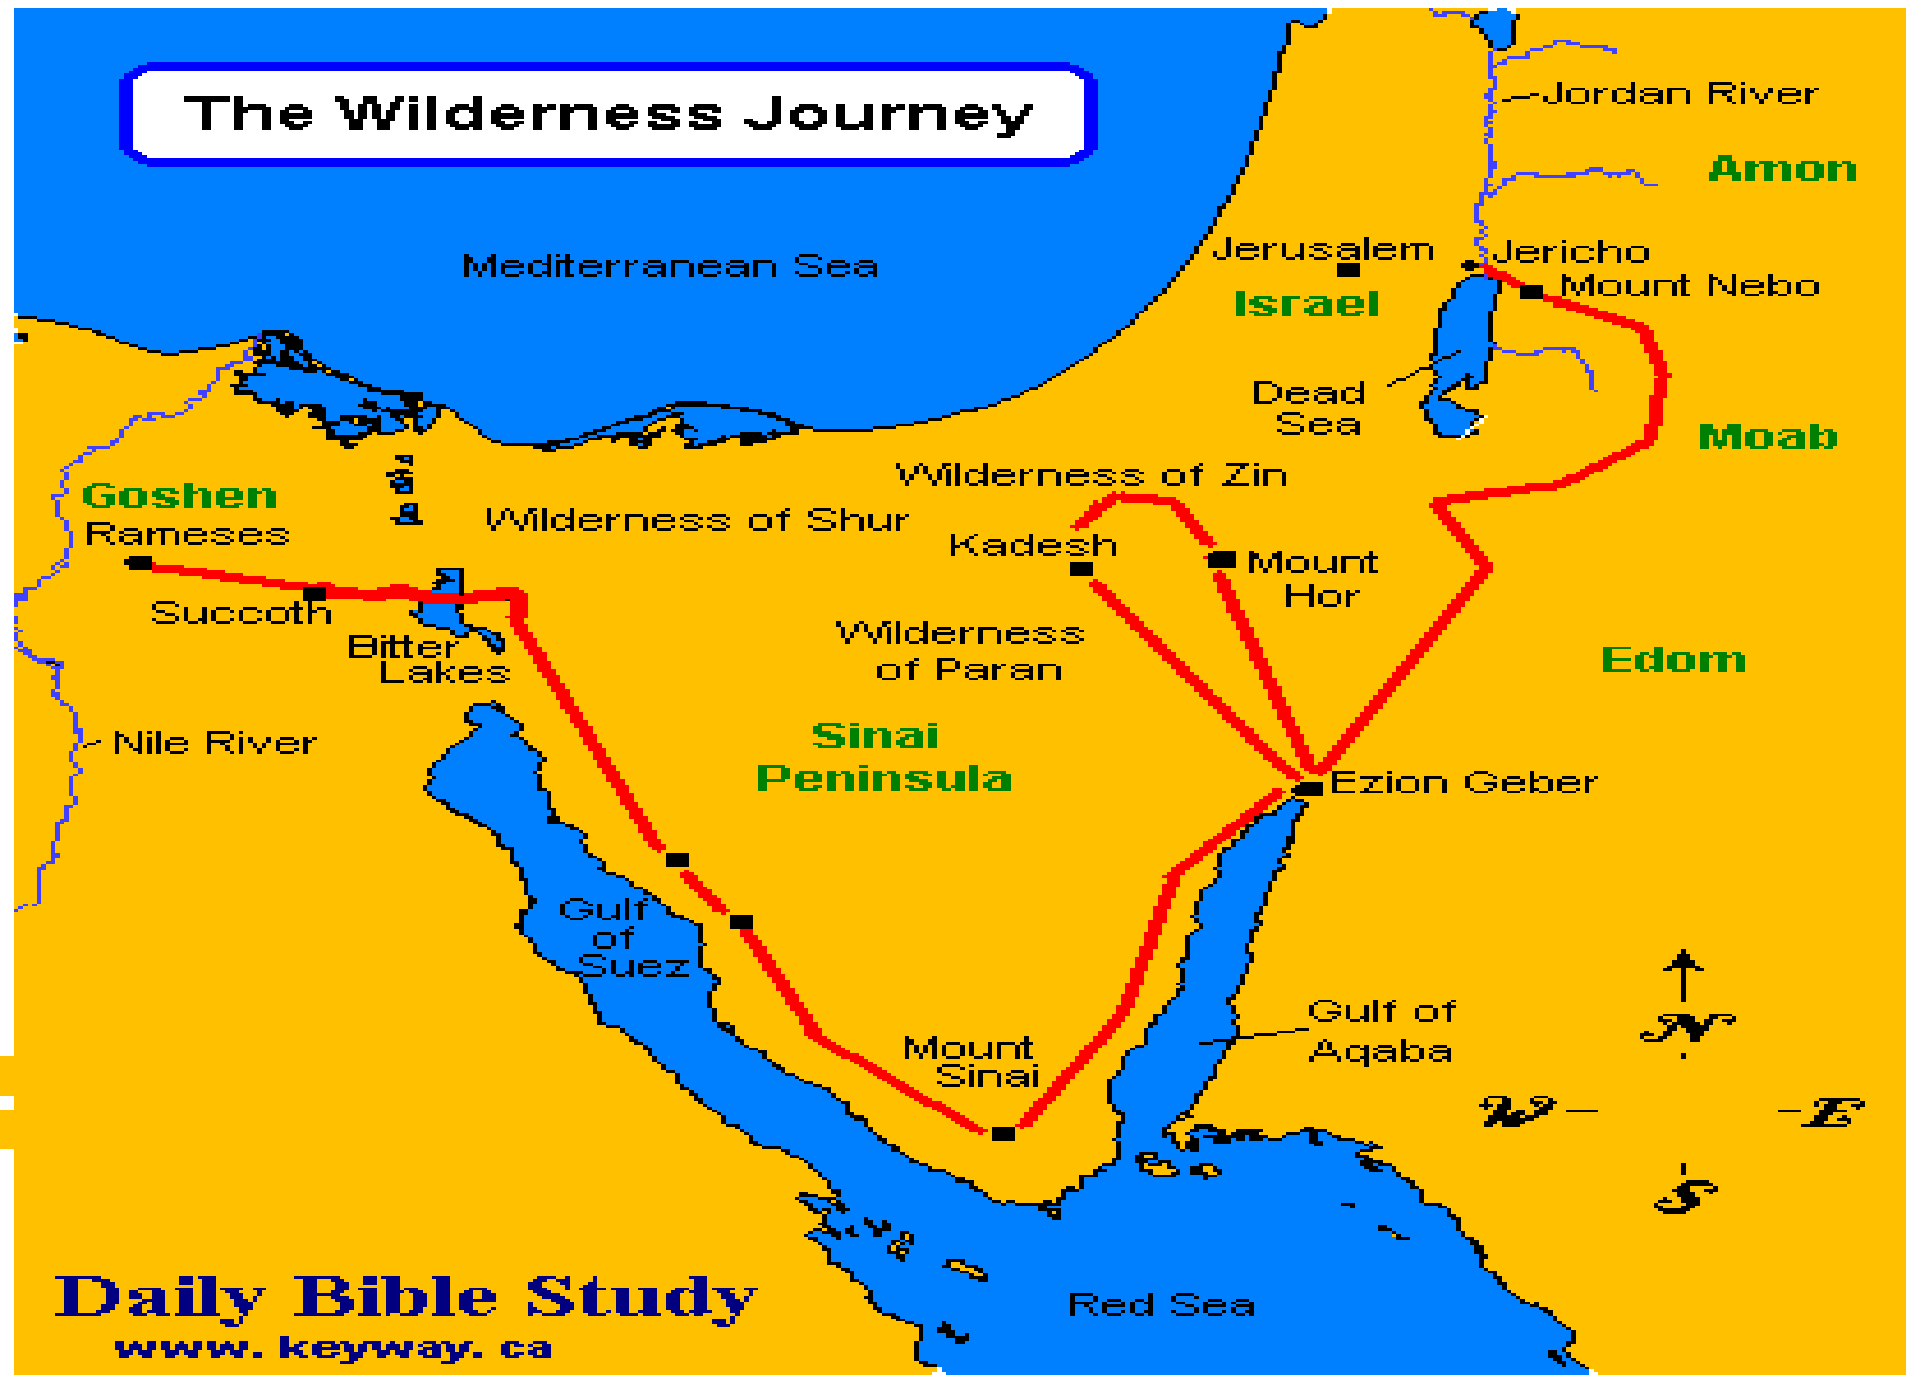 The Wilderness Journey
Jordan River
Amon
Mediterranean Sea
Jerusalem
Jericho
Israel
Mount Nebo
Dead
Sea
Moab
Wilderness of Zin
Goshen
Rameses
Wilderness of Shur
Kadesh
Mount
Hor
Succoth
Bitter
Lakes
Wilderness
of Paran
Edom
Nile River
Sinai
Peninsula
Ezion Geber
Gulf
of
Suez
Mount
Sinai
Gulf of
Aqaba
N
W
E
S
Red Sea
Daily Bible Study
www.keyway.ca